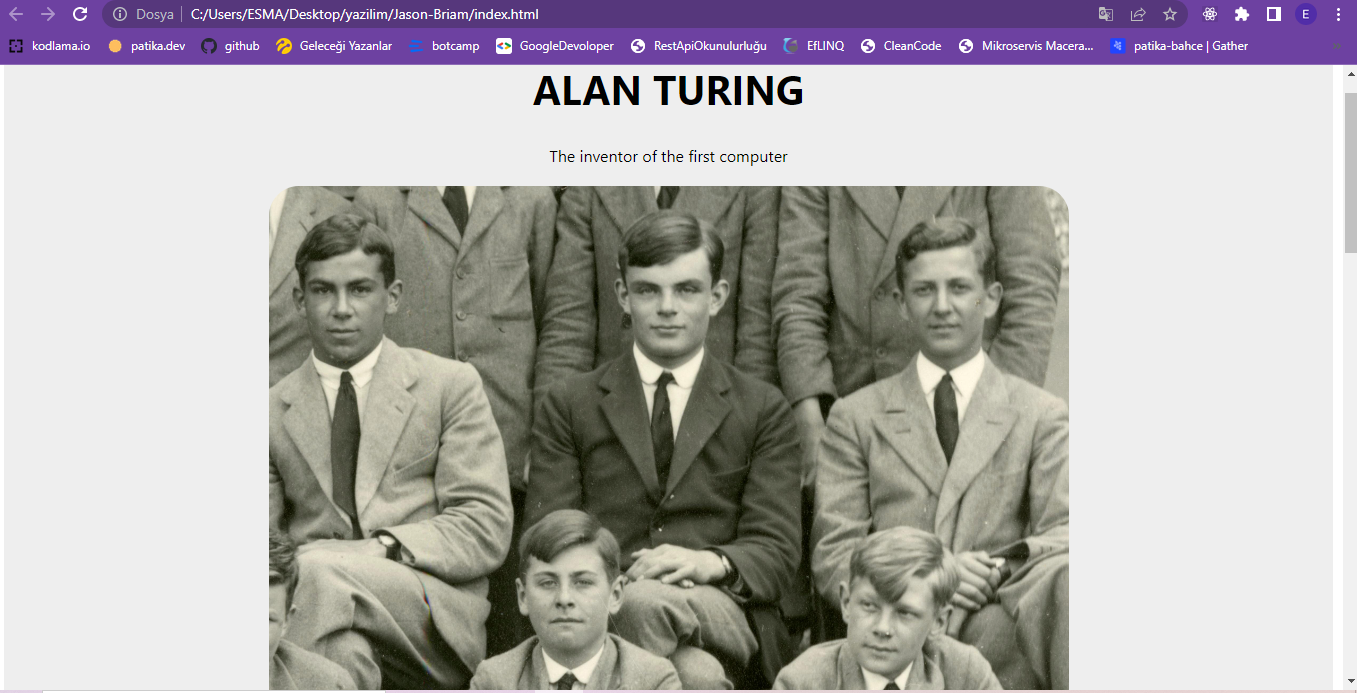 Dosya C:/Users/ESMA/Desktop/yazilim/Jason-Briam/index.html E
kodlama.io patika.dev github Geleceği Yazanlar botcamp GoogleDevoloper RestApiOkunulurluğu EfLINQ CleanCode Mikroservis Macera... patika-bahce | Gather
ALAN TURING
The inventor of the first computer